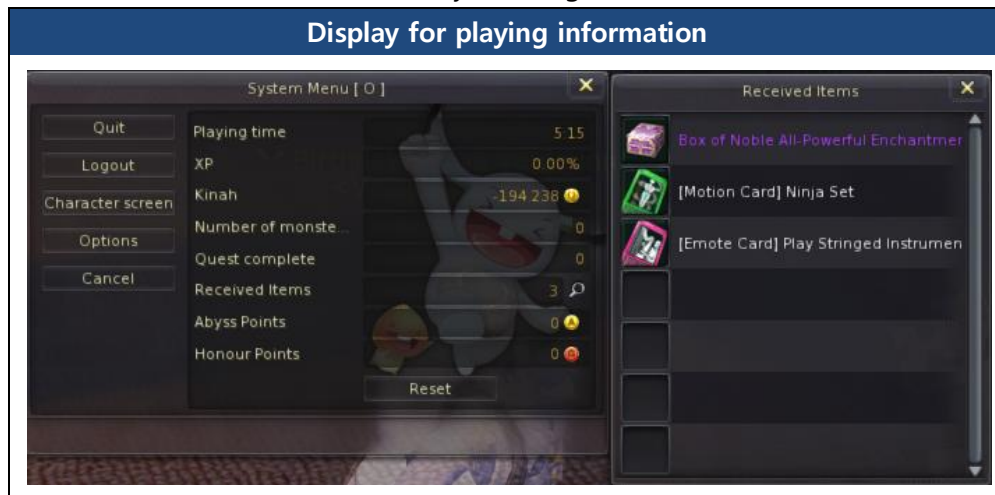 Display for playing information
System Menu [ O ]
Quit
Logout
Character screen
Options
Cancel
Playing time 5 15
XP 0.00%
Kinah -194 238
Number of monste...
0
Quest complete 0
Received Items 3
Abyss Points 0
Honour Points 0
Reset
Received Items
Box of Noble All-Powerful Enchantmer
[Motion Card] Ninja Set
[Emote Card] Play Stringed Instrumen